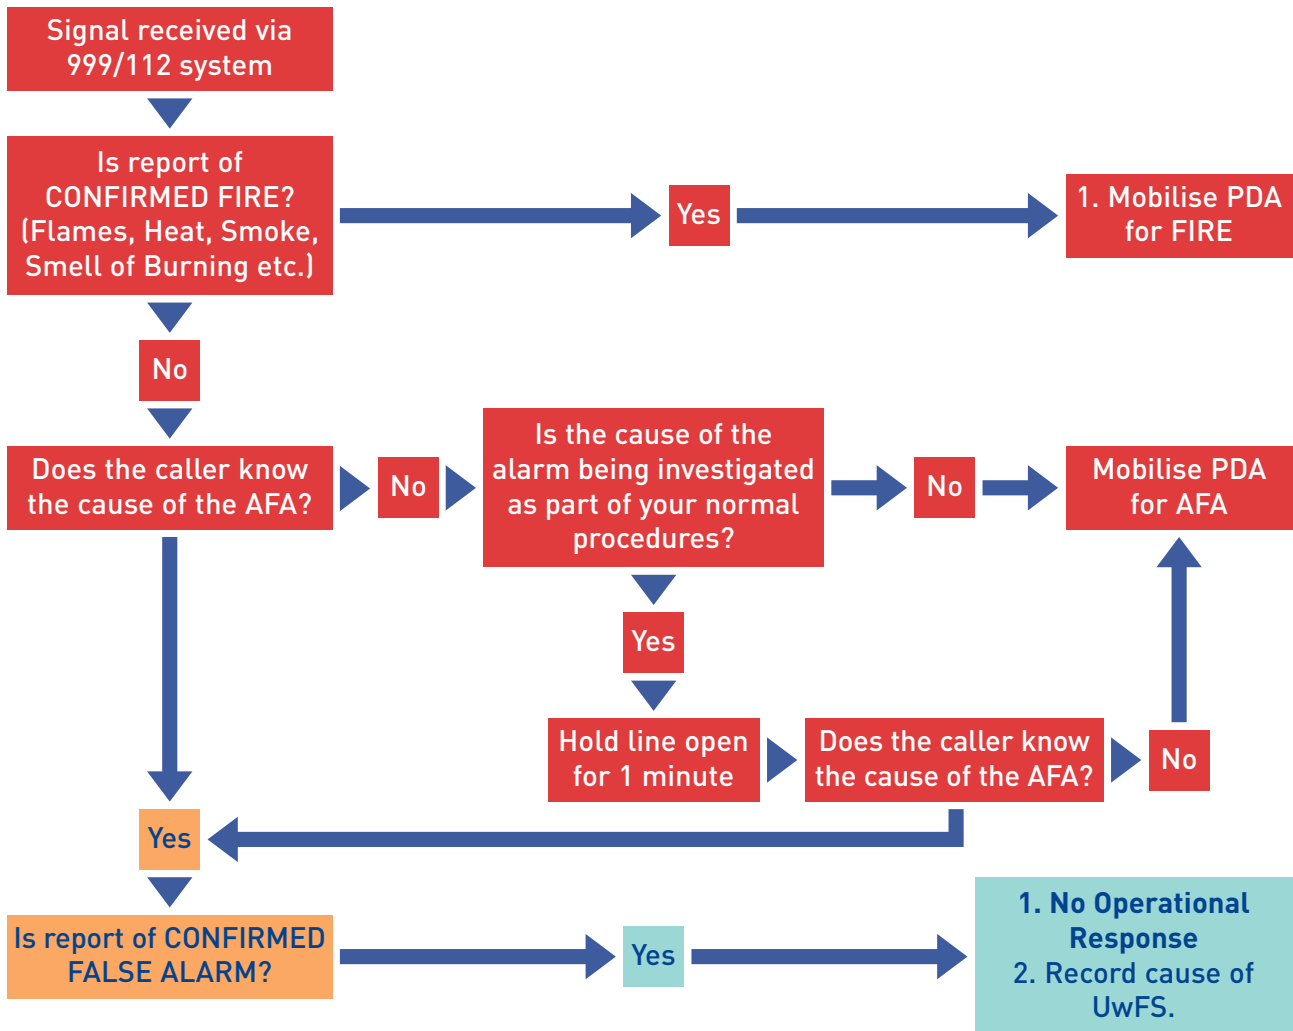 Signal received via
999/112 system
Is report of
CONFIRMED FIRE?
(Flames, Heat, Smoke,
Smell of Burning etc.)
Yes
1. Mobilise PDA
for FIRE
No
Does the caller know
the cause of the AFA?
No
Is the cause of the
alarm being investigated
as part of your normal
procedures?
No
Mobilise PDA
for AFA
Yes
Hold line open
for 1 minute
Does the caller know
the cause of the AFA?
No
Yes
Is report of CONFIRMED
FALSE ALARM?
Yes
1. No Operational
Response
2. Record cause of
UwFS.